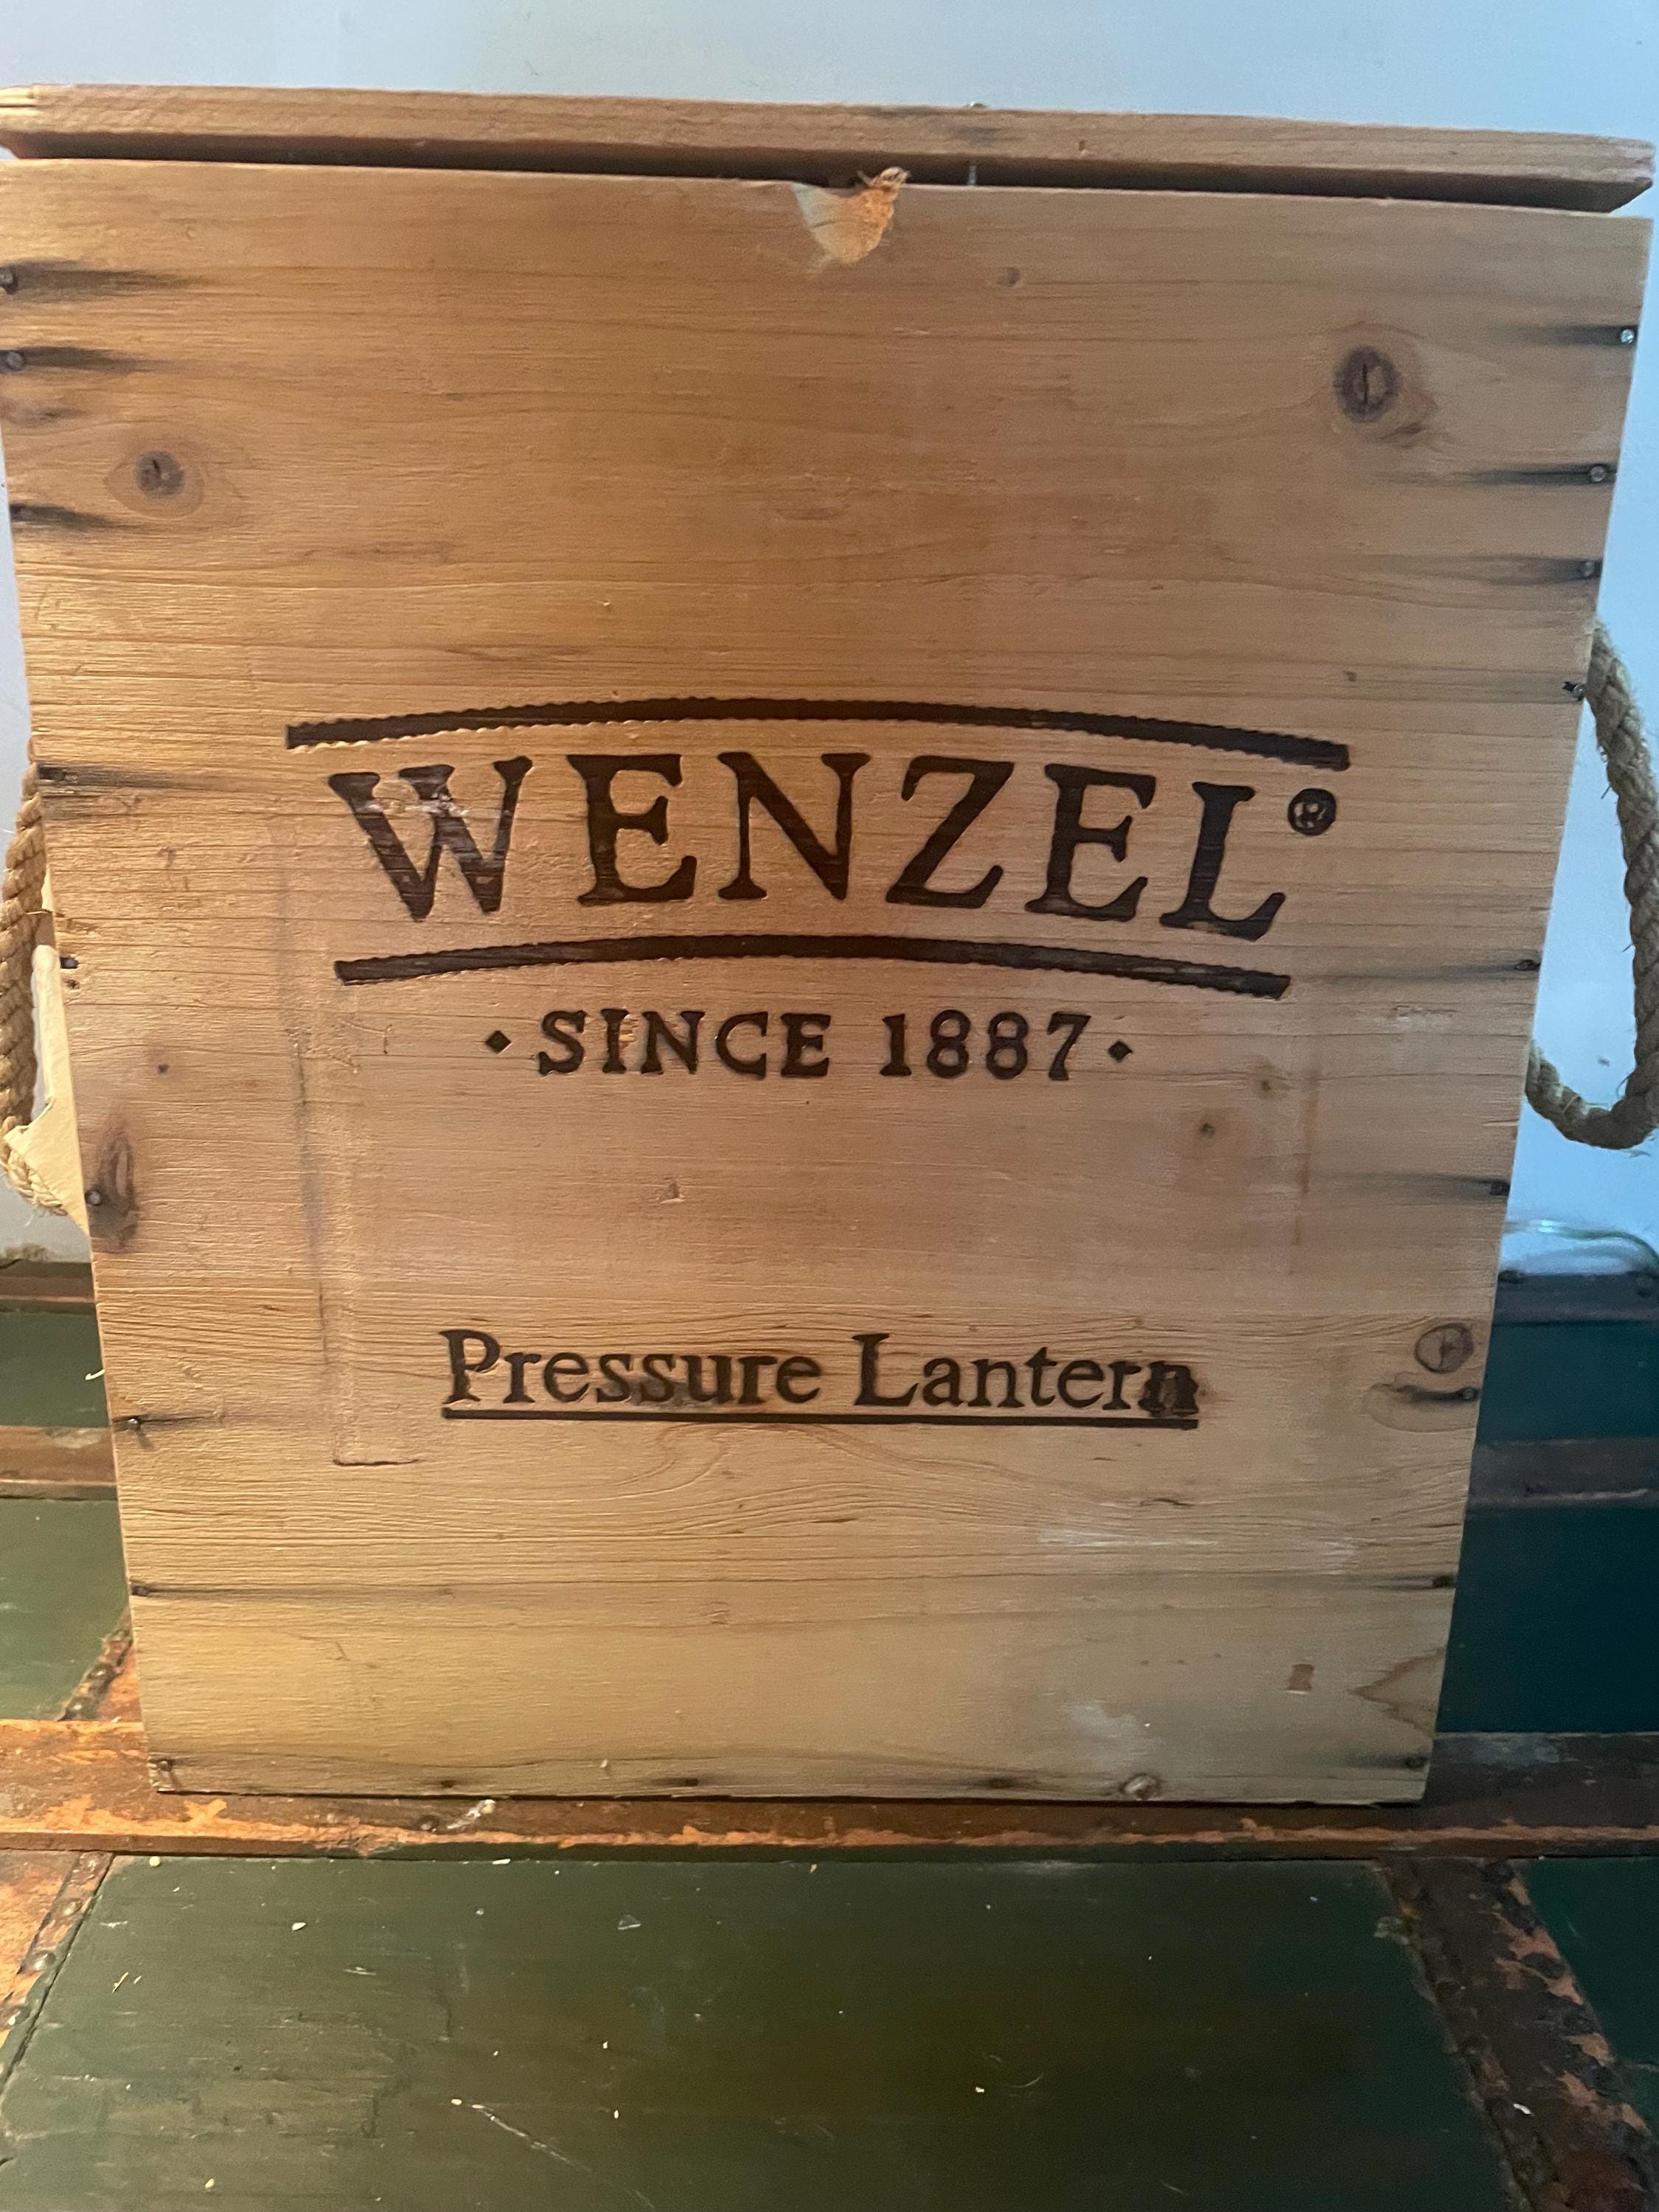 WENZEL®
· SINCE 1887 ·
Pressure Lantern